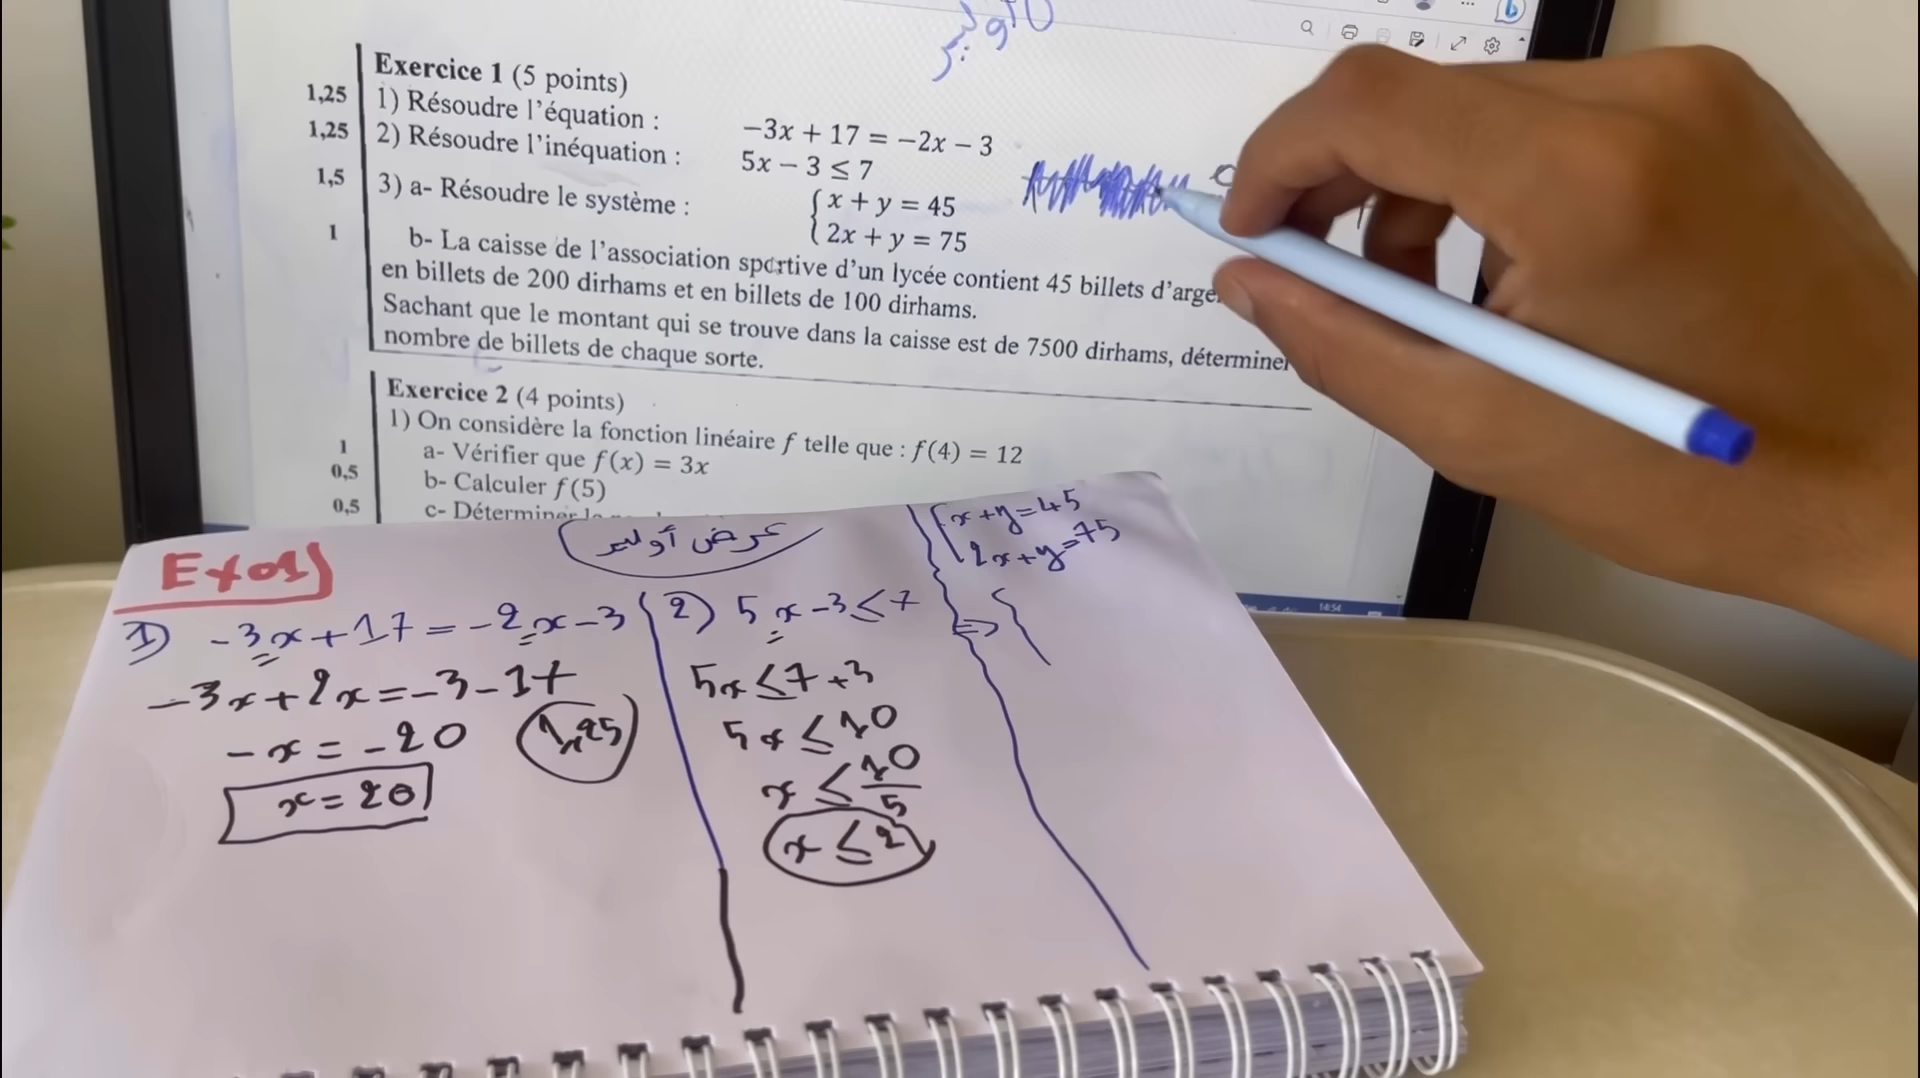 أولير
Exercice 1 (5 points)
1,25 1) Résoudre l'équation : −3x + 17 = −2x − 3
1,25 2) Résoudre l'inéquation : 5x − 3 ≤ 7
1,5 3) a- Résoudre le système : { x + y = 45
2x + y = 75
1 b- La caisse de l'association sportive d'un lycée contient 45 billets
en billets de 200 dirhams et en billets de 100 dirhams.
Sachant que le montant qui se trouve dans la caisse est de 7500 dirhams, déterminer
nombre de billets de chaque sorte.
Exercice 2 (4 points)
1) On considère la fonction linéaire f telle que : f(4) = 12
1 a- Vérifier que f(x) = 3x
0,5 b- Calculer f(5)
0,5 c- Déterminer
Exo1
عرض أولير
1) -3x+17=-2x-3
-3x+2x=-3-17
-x=-20
x=20
1,25
2) 5x-3≤7
5x≤7+3
5x≤10
x≤10/5
x≤2
{ x+y=45
2x+y=75
=> {
14:54